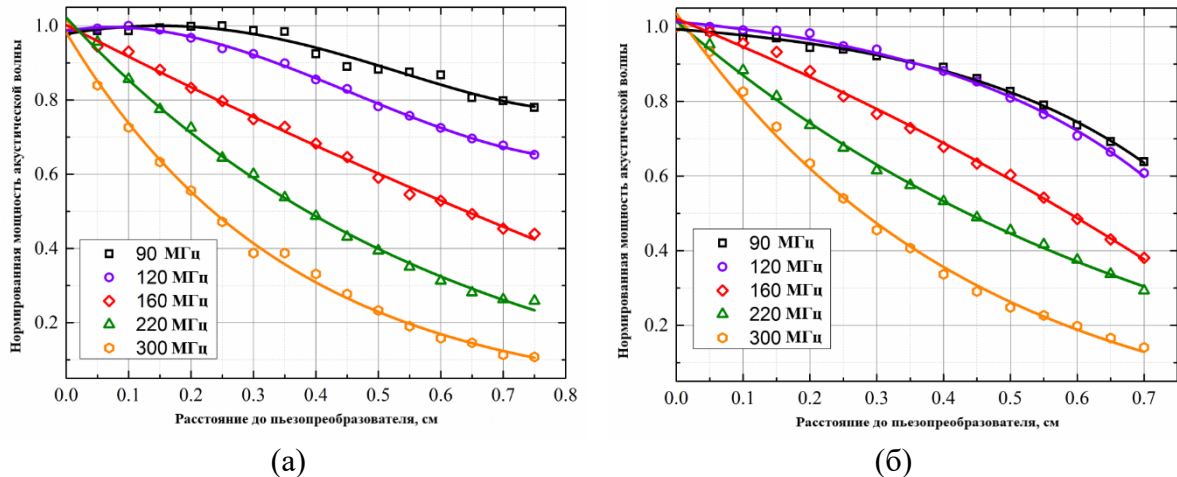 Нормированная мощность акустической волны
1.0
0.8
0.6
0.4
0.2
90 МГц
120 МГц
160 МГц
220 МГц
300 МГц
0.0 0.1 0.2 0.3 0.4 0.5 0.6 0.7 0.8
Расстояние до пьезопреобразователя, см
(а)
Нормированная мощность акустической волны
1.0
0.8
0.6
0.4
0.2
90 МГц
120 МГц
160 МГц
220 МГц
300 МГц
0.0 0.1 0.2 0.3 0.4 0.5 0.6 0.7
Расстояние до пьезопреобразователя, см
(б)